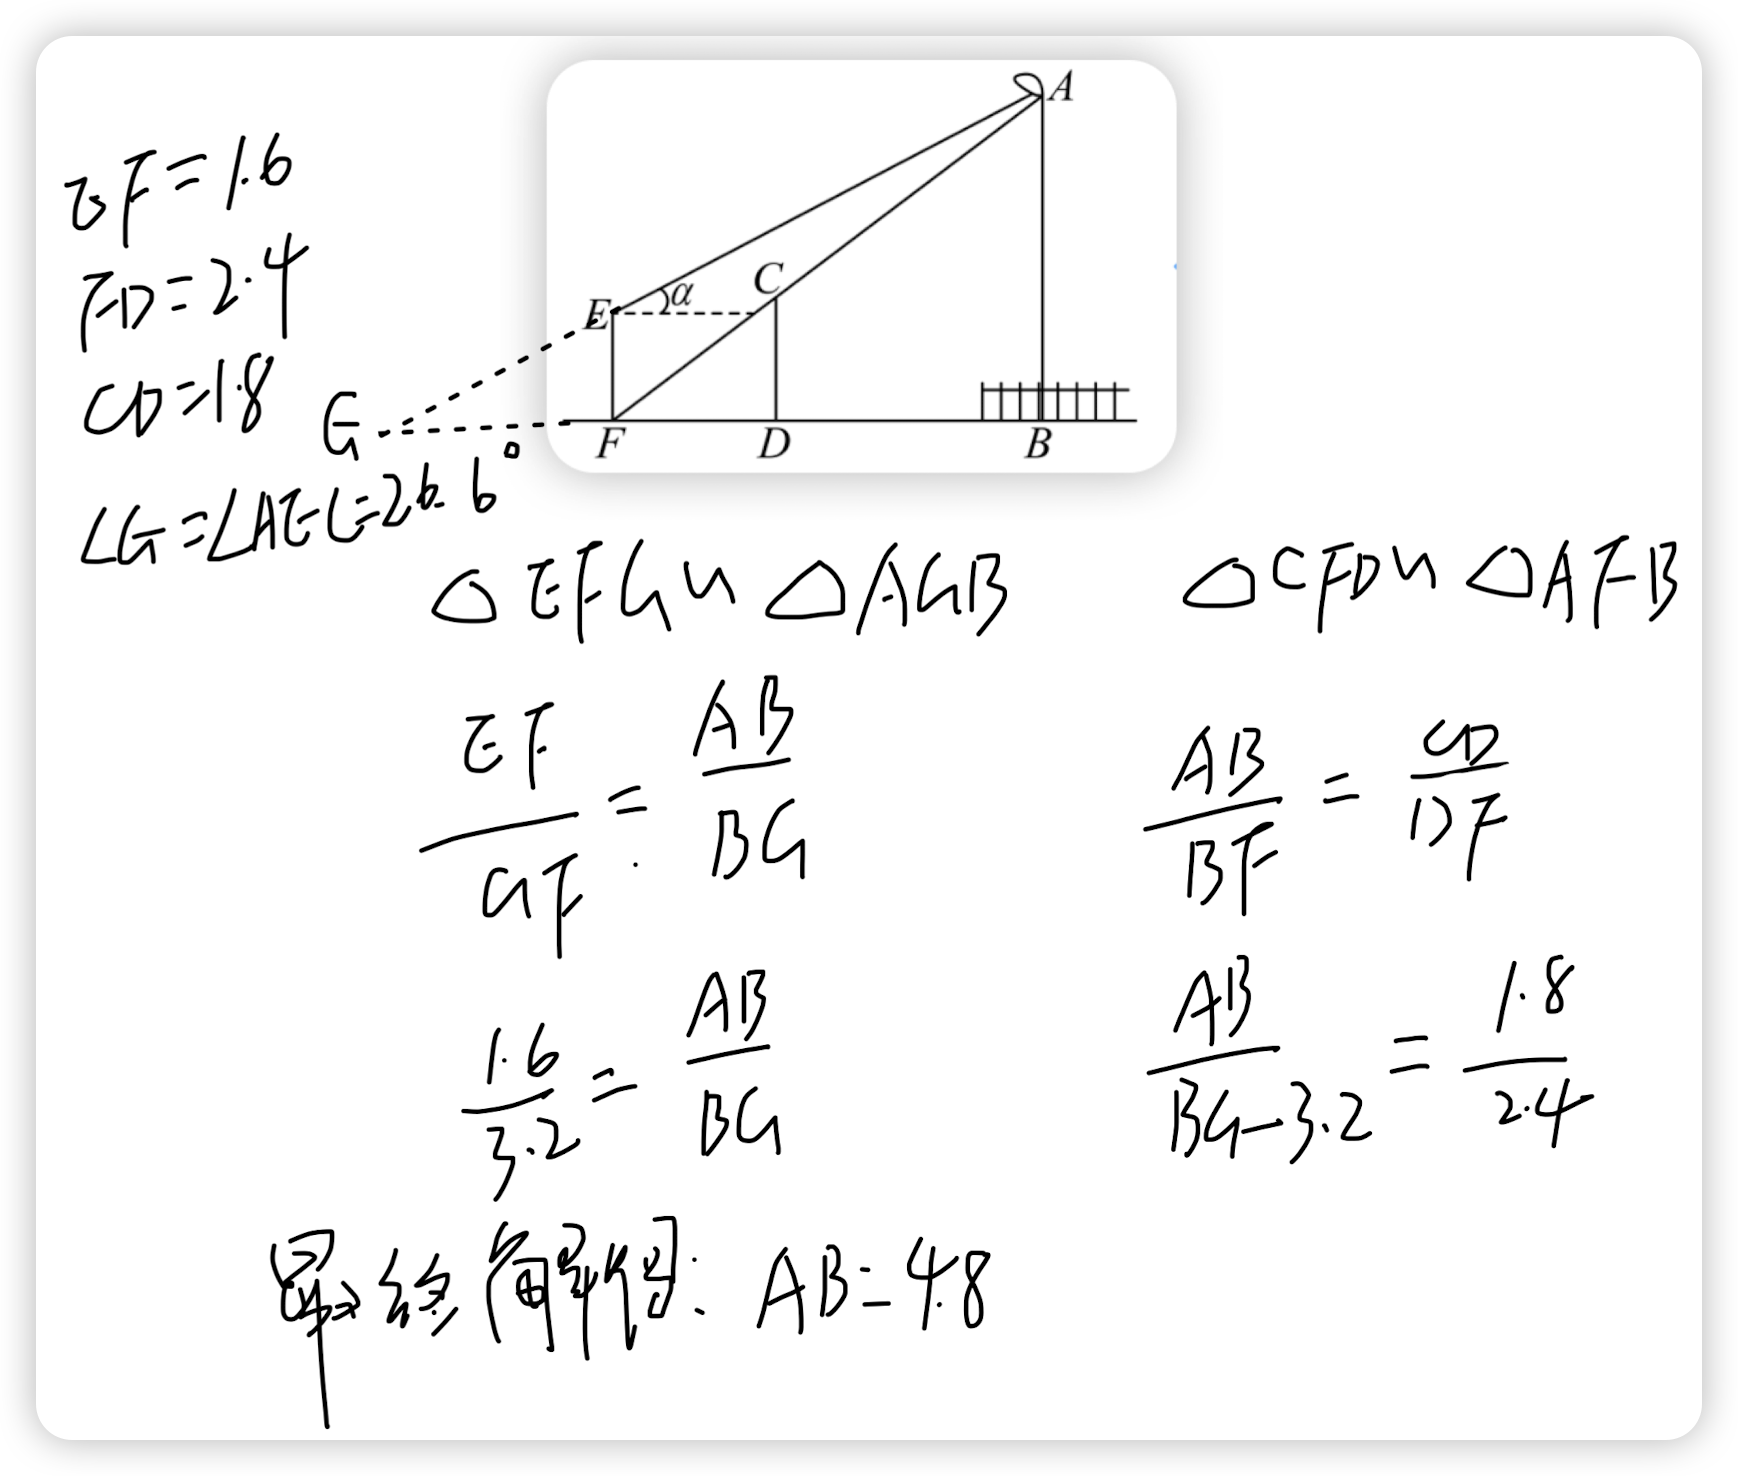 EF=1.6
FD=2.4
CD=1.8
∠G=∠AEC=26.6°
A
C
E
α
G
F
D
B
△EFG∽△AGB
△CFD∽△AFB
EF/GF=AB/BG
AB/BF=CD/DF
1.6/3.2=AB/BG
AB/BG-3.2=1.8/2.4
最终解得:AB=4.8